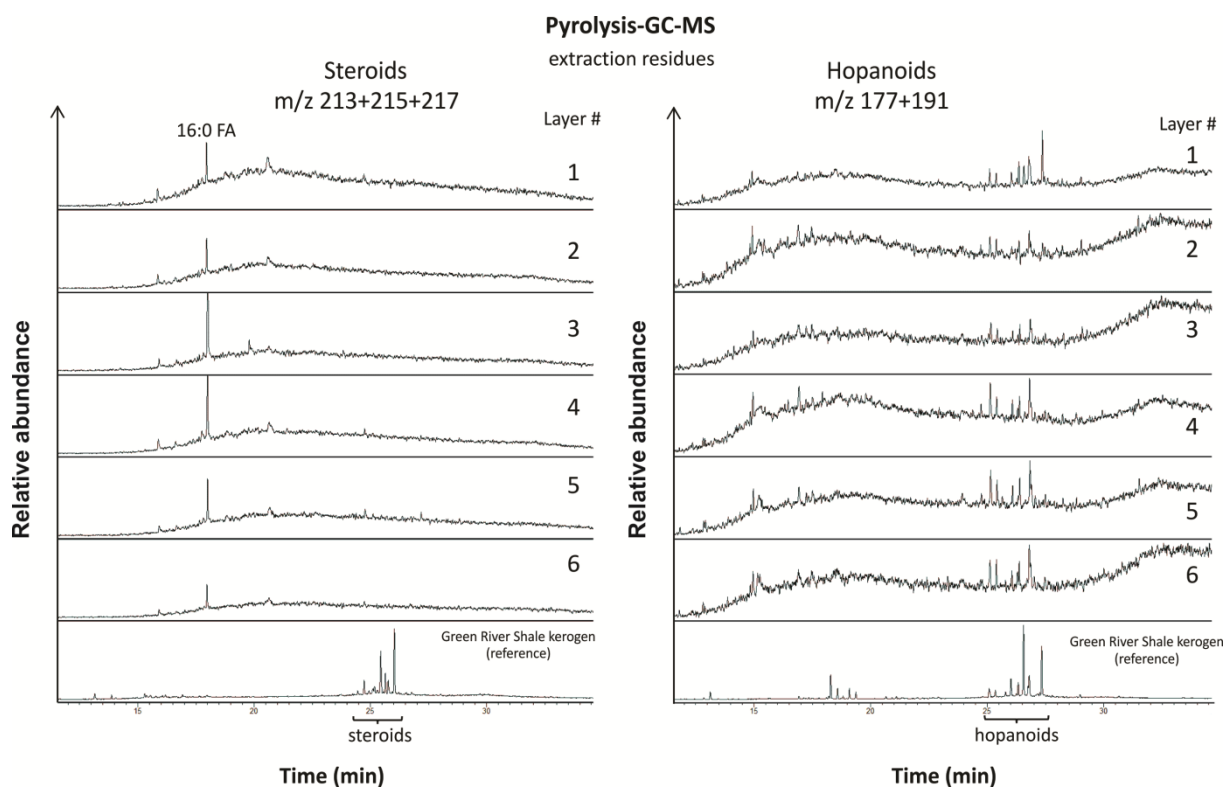 Pyrolysis-GC-MS
extraction residues
Steroids
m/z 213+215+217
Layer #
16:0 FA
1
2
3
4
5
6
Green River Shale kerogen
(reference)
15
20
25
30
steroids
Time (min)
Relative abundance
Hopanoids
m/z 177+191
Layer #
1
2
3
4
5
6
Green River Shale kerogen
(reference)
15
20
25
30
hopanoids
Time (min)
Relative abundance